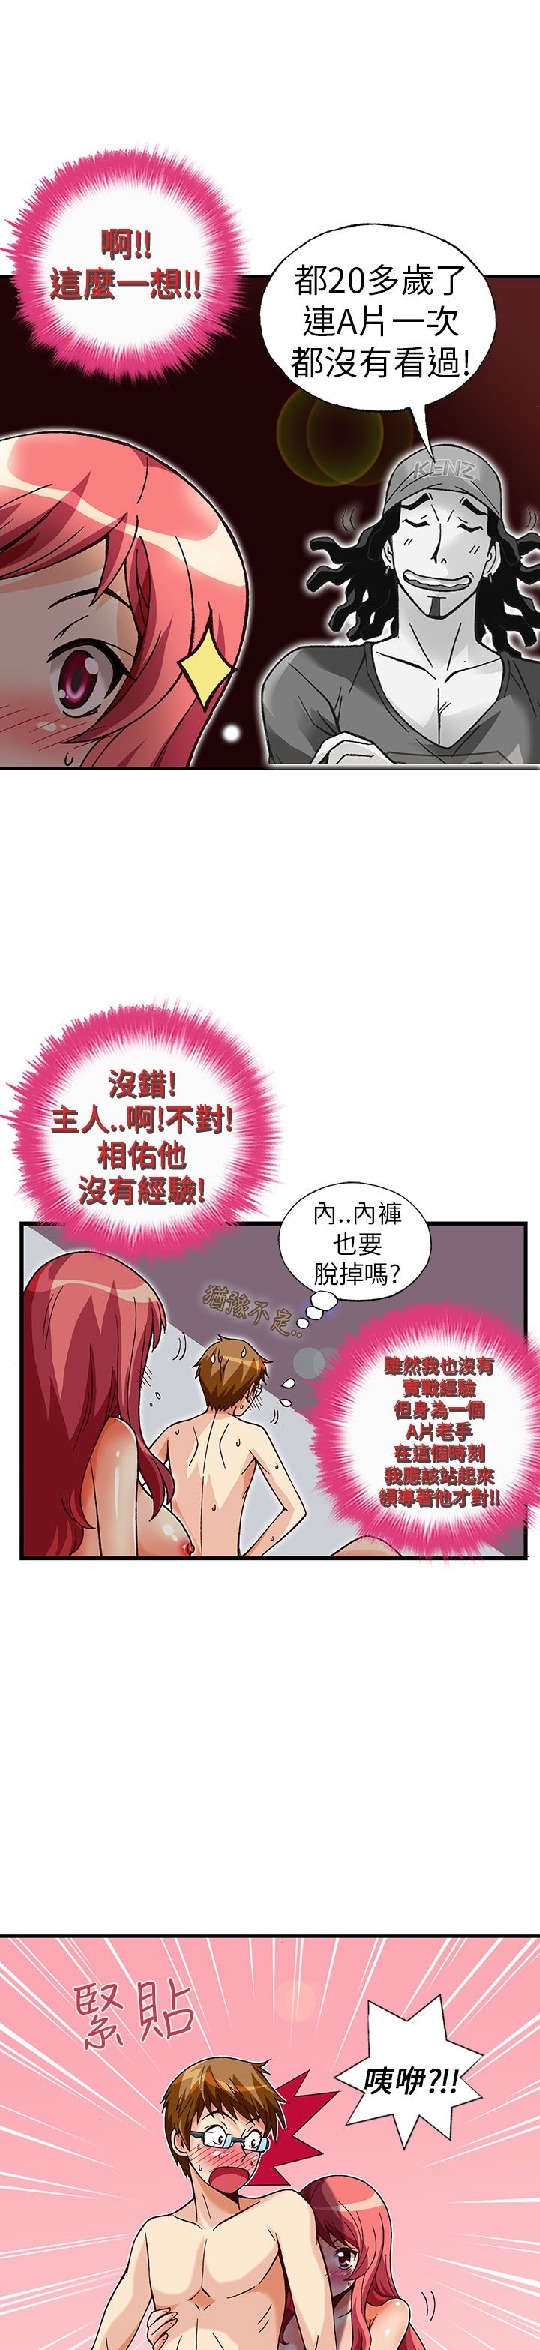 啊!!
這麼一想!!
都20多歲了
連A片一次
都沒有看過!
KENZ
沒錯!
主人..啊!不對!
相佑他
沒有經驗!
內..內褲
也要
脫掉嗎?
猶豫不定..
雖然我也沒有
實戰經驗
但身為一個
A片老手
在這個時刻
我應該站起來
領導著他才對!!
緊貼
咦咿?!!